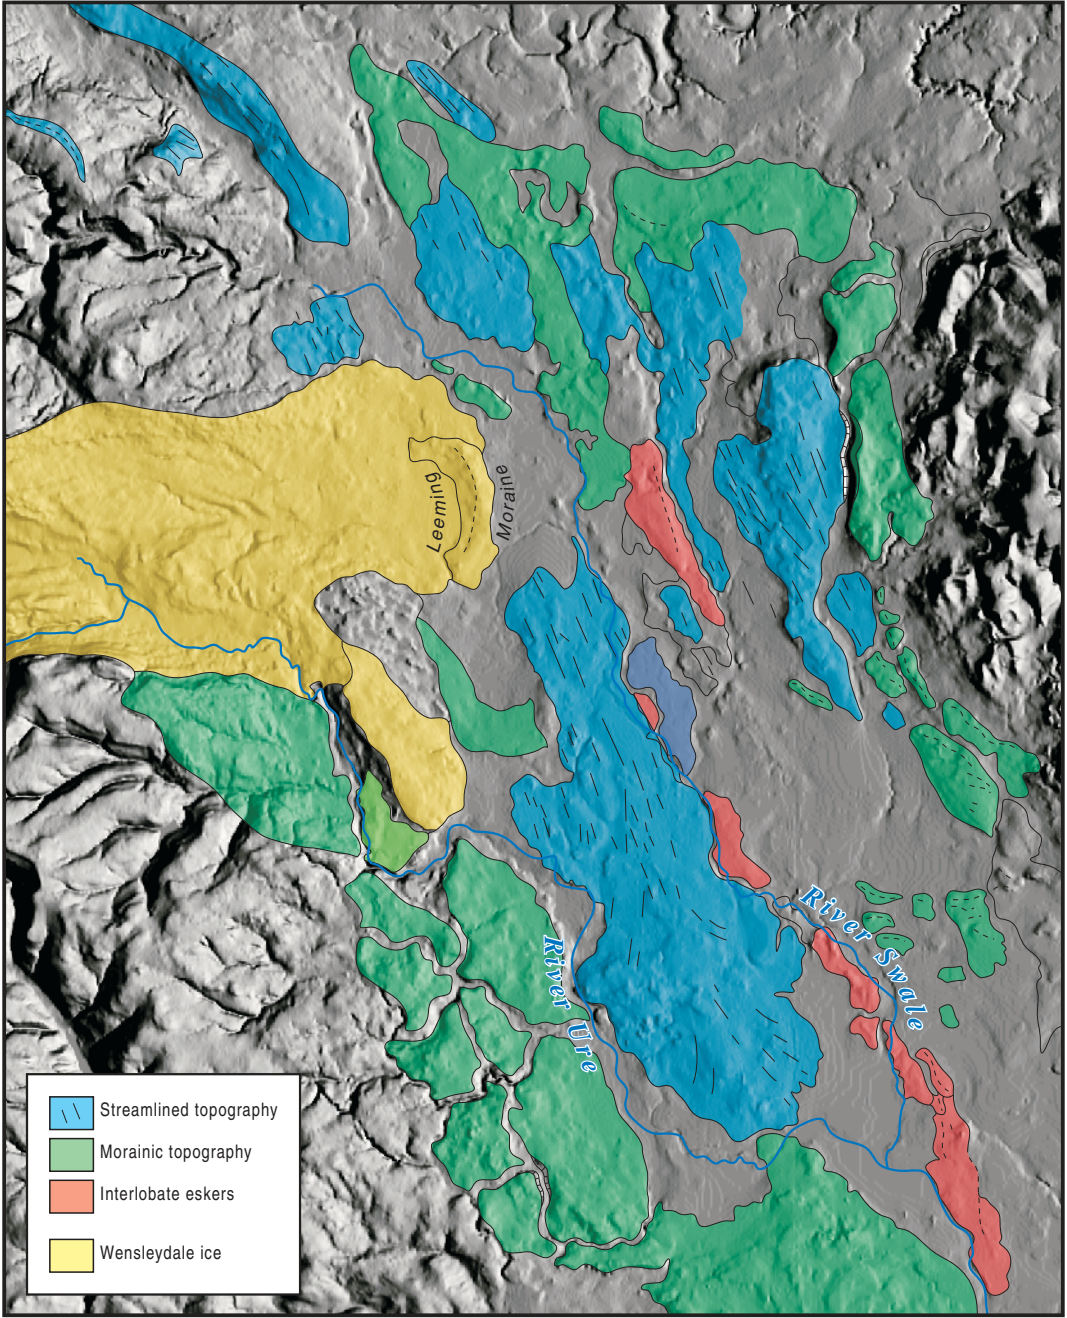 Leeming
Moraine
River Swale
River Ure
Streamlined topography
Morainic topography
Interlobate eskers
Wensleydale ice